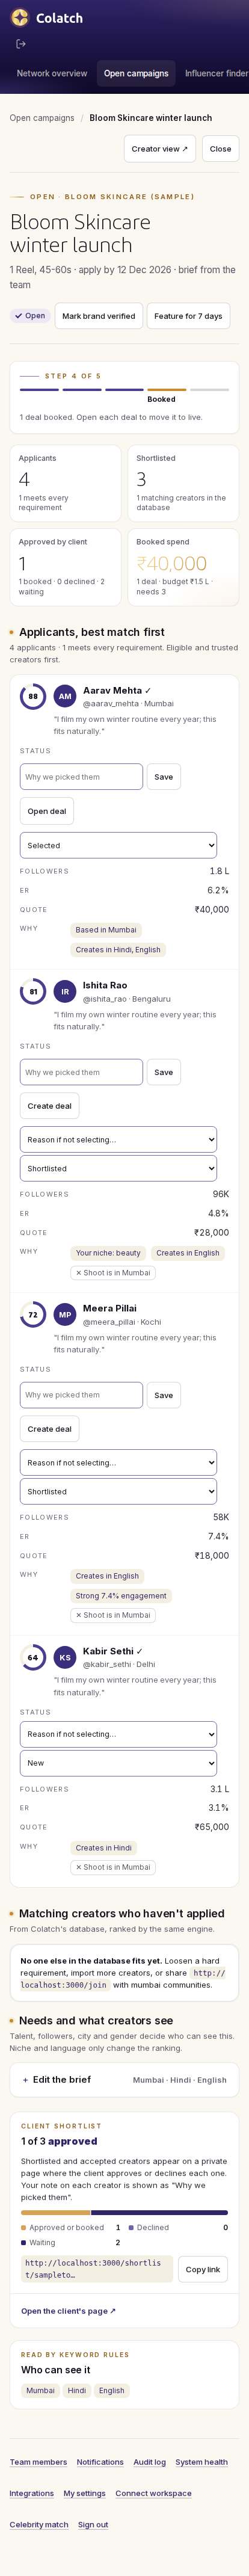 Colatch
Network overview Open campaigns Influencer finder
Open campaigns / Bloom Skincare winter launch
Creator view ↗ Close
OPEN · BLOOM SKINCARE (SAMPLE)
Bloom Skincare
winter launch
1 Reel, 45-60s · apply by 12 Dec 2026 · brief from the
team
✓ Open Mark brand verified Feature for 7 days
STEP 4 OF 5
Booked
1 deal booked. Open each deal to move it to live.
Applicants
4
1 meets every
requirement
Shortlisted
3
1 matching creators in the
database
Approved by client
1
1 booked · 0 declined · 2
waiting
Booked spend
₹40,000
1 deal · budget ₹1.5 L ·
needs 3
Applicants, best match first
4 applicants · 1 meets every requirement. Eligible and trusted
creators first.
88 AM Aarav Mehta ✓
@aarav_mehta · Mumbai
"I film my own winter routine every year; this
fits naturally."
STATUS
Why we picked them Save
Open deal
Selected
FOLLOWERS 1.8 L
ER 6.2%
QUOTE ₹40,000
WHY Based in Mumbai
Creates in Hindi, English
81 IR Ishita Rao
@ishita_rao · Bengaluru
"I film my own winter routine every year; this
fits naturally."
STATUS
Why we picked them Save
Create deal
Reason if not selecting...
Shortlisted
FOLLOWERS 96K
ER 4.8%
QUOTE ₹28,000
WHY Your niche: beauty Creates in English
✕ Shoot is in Mumbai
72 MP Meera Pillai
@meera_pillai · Kochi
"I film my own winter routine every year; this
fits naturally."
STATUS
Why we picked them Save
Create deal
Reason if not selecting...
Shortlisted
FOLLOWERS 58K
ER 7.4%
QUOTE ₹18,000
WHY Creates in English
Strong 7.4% engagement
✕ Shoot is in Mumbai
64 KS Kabir Sethi ✓
@kabir_sethi · Delhi
"I film my own winter routine every year; this
fits naturally."
STATUS
Reason if not selecting...
New
FOLLOWERS 3.1 L
ER 3.1%
QUOTE ₹65,000
WHY Creates in Hindi
✕ Shoot is in Mumbai
Matching creators who haven't applied
From Colatch's database, ranked by the same engine.
No one else in the database fits yet. Loosen a hard
requirement, import more creators, or share http://
localhost:3000/join with mumbai communities.
Needs and what creators see
Talent, followers, city and gender decide who can see this.
Niche and language only change the ranking.
+ Edit the brief Mumbai · Hindi · English
CLIENT SHORTLIST
1 of 3 approved
Shortlisted and accepted creators appear on a private
page where the client approves or declines each one.
Your note on each creator is shown as "Why we
picked them".
Approved or booked 1 Declined 0
Waiting 2
http://localhost:3000/shortlis
t/sampleto… Copy link
Open the client's page ↗
READ BY KEYWORD RULES
Who can see it
Mumbai Hindi English
Team members Notifications Audit log System health
Integrations My settings Connect workspace
Celebrity match Sign out